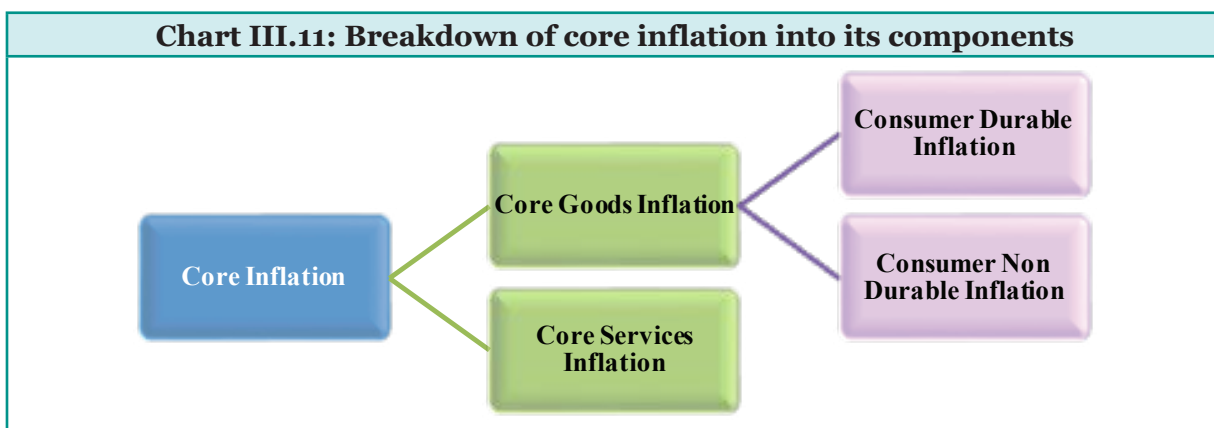 Chart III.11: Breakdown of core inflation into its components
Core Inflation
Core Goods Inflation
Core Services
Inflation
Consumer Durable
Inflation
Consumer Non
Durable Inflation